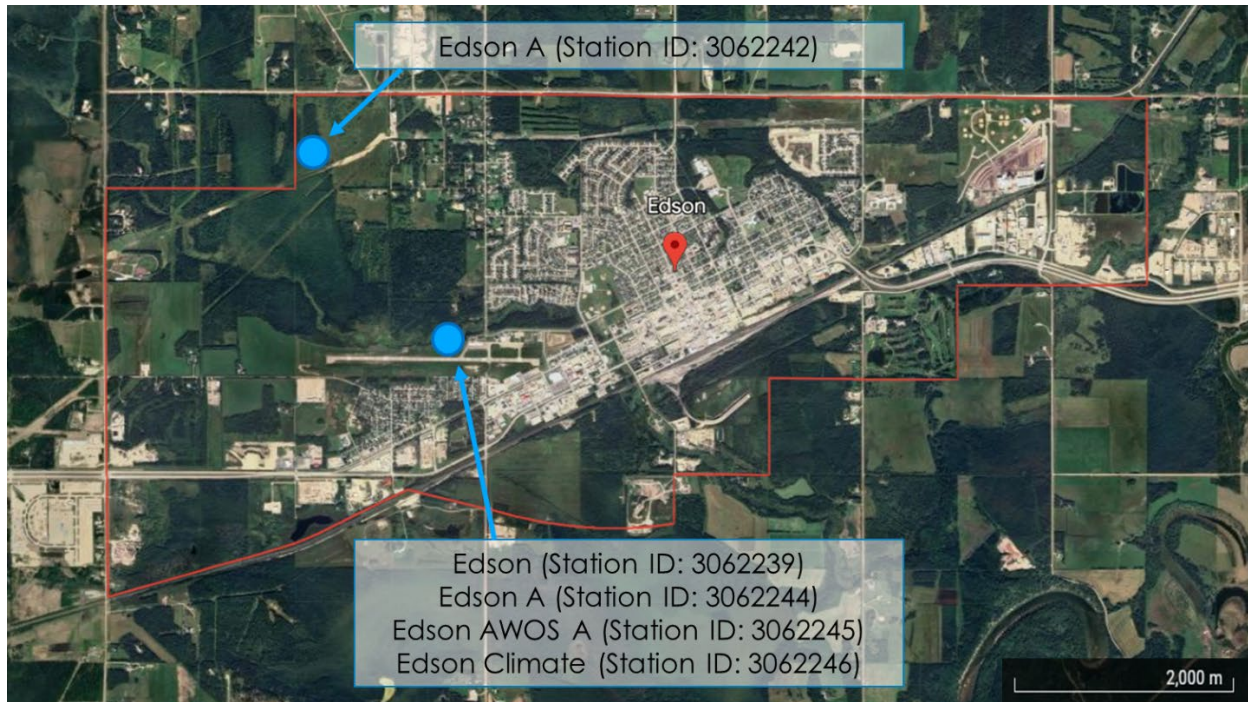 Edson A (Station ID: 3062242)
Edson
Edson (Station ID: 3062239)
Edson A (Station ID: 3062244)
Edson AWOS A (Station ID: 3062245)
Edson Climate (Station ID: 3062246)
2,000 m